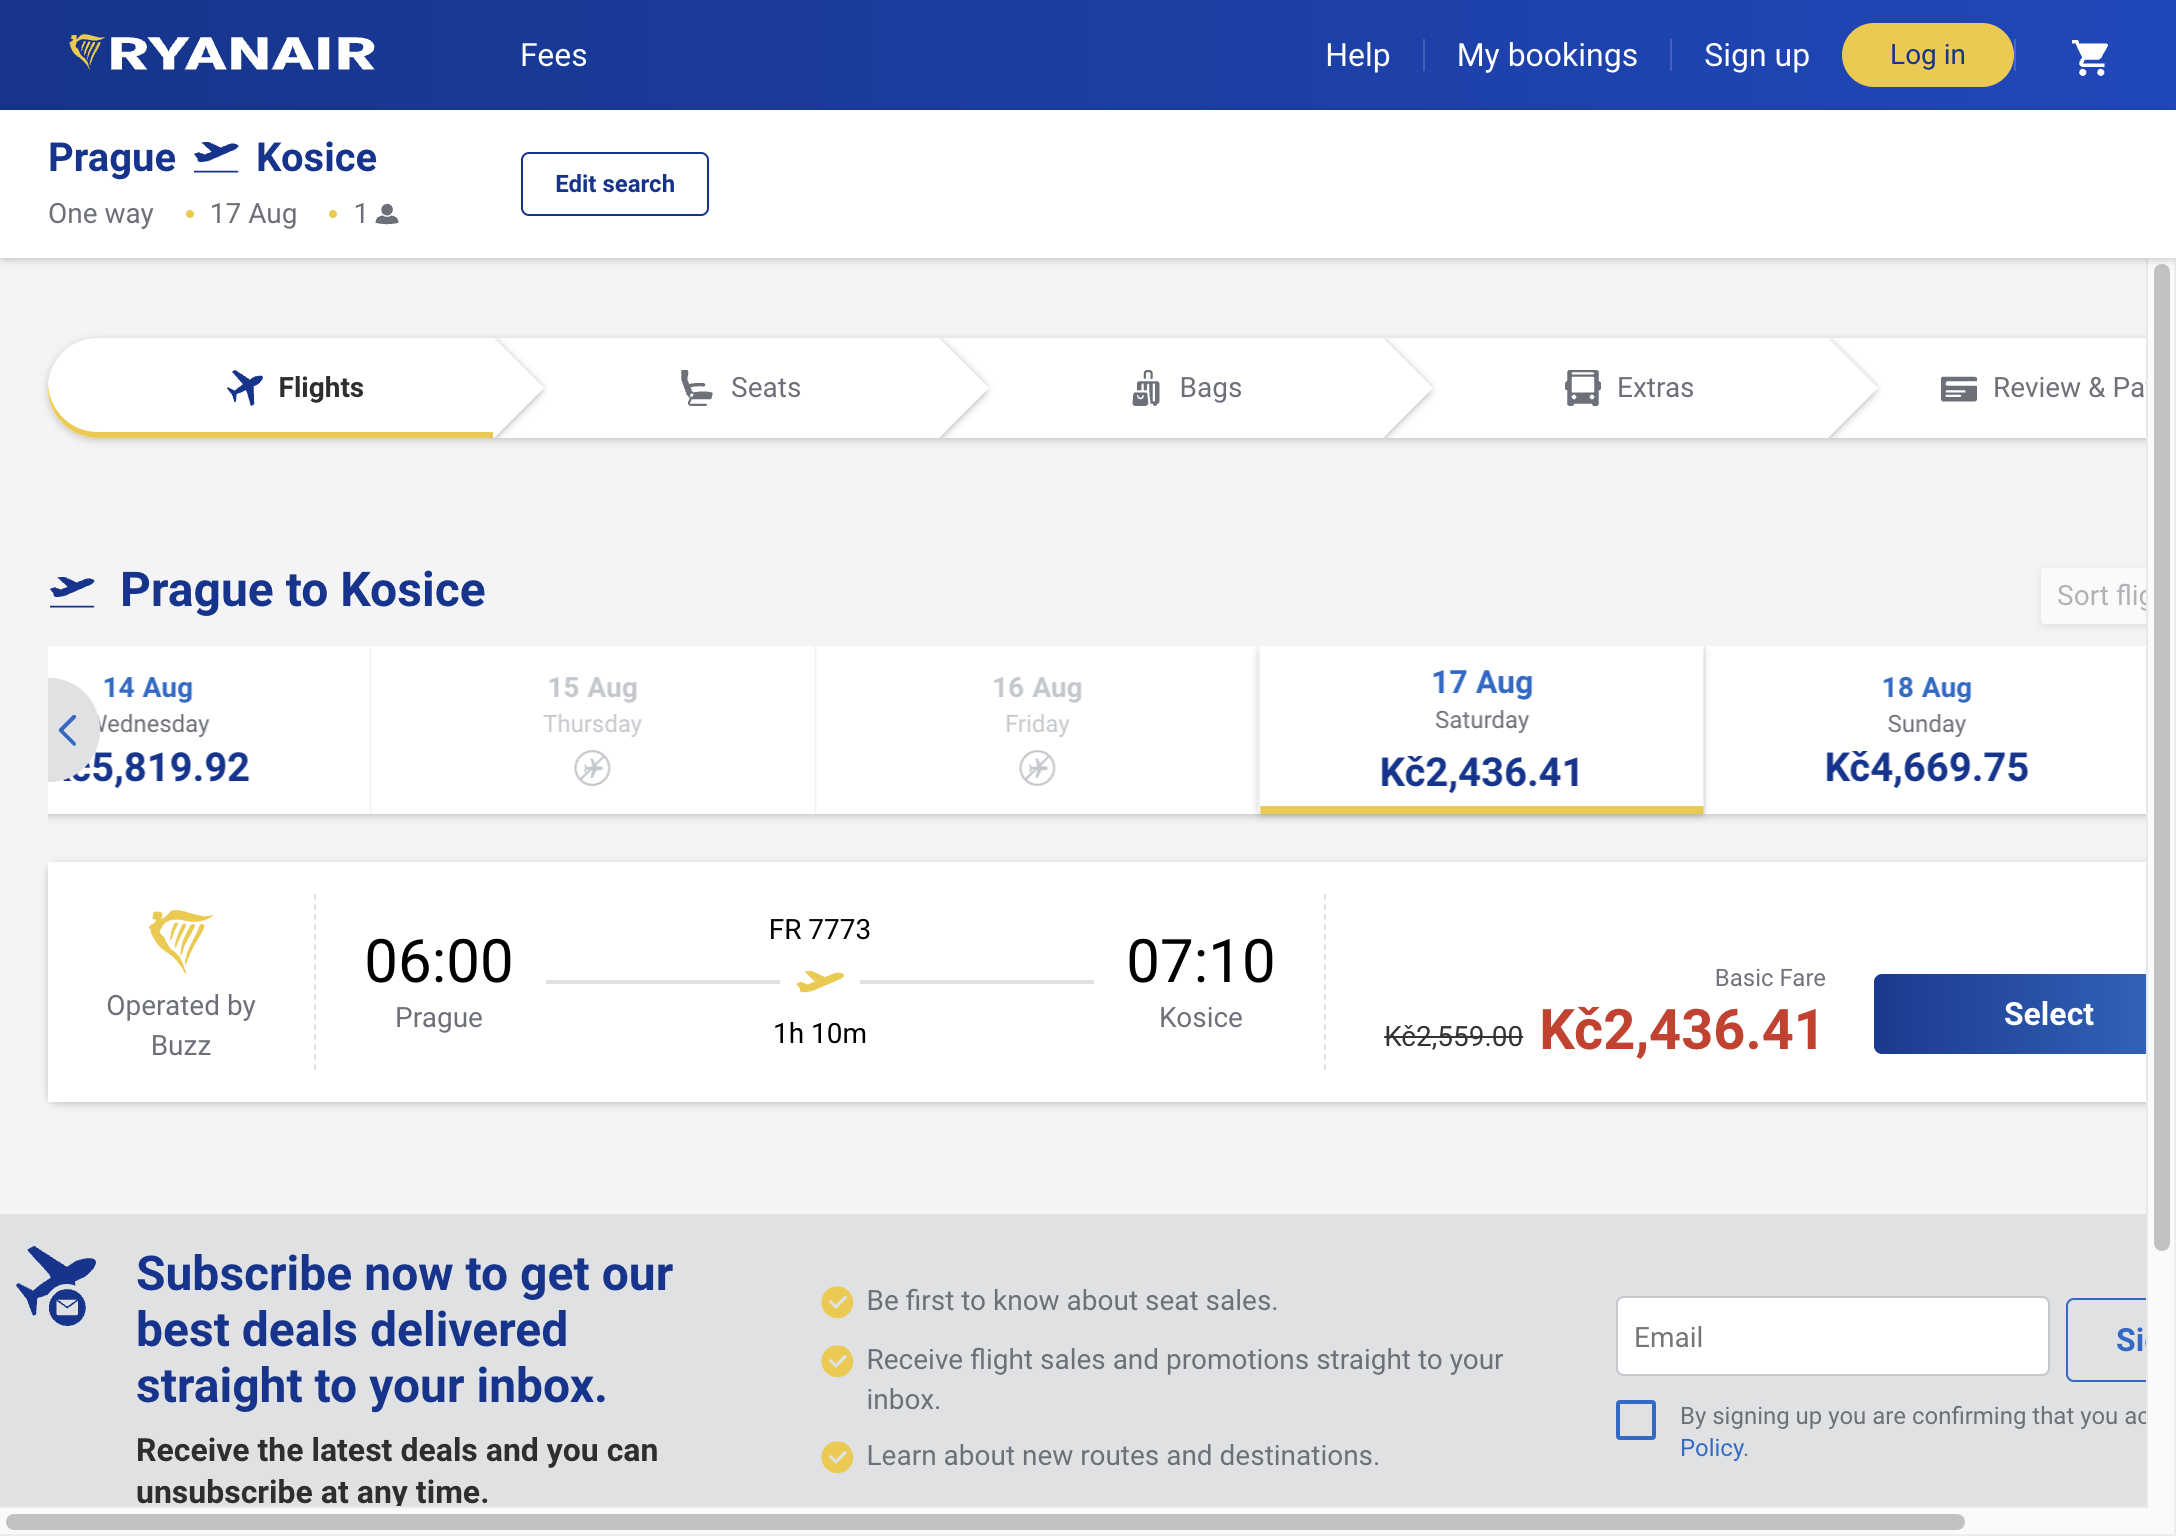 RYANAIR
Fees
Help
My bookings
Sign up
Log in
Prague Kosice
One way • 17 Aug • 1
Edit search
Flights
Seats
Bags
Extras
Review & Pa
Prague to Kosice
Sort flig
14 Aug
Wednesday
Kč5,819.92
15 Aug
Thursday
16 Aug
Friday
17 Aug
Saturday
Kč2,436.41
18 Aug
Sunday
Kč4,669.75
Operated by
Buzz
06:00
Prague
FR 7773
1h 10m
07:10
Kosice
Basic Fare
Kč2,559.00 Kč2,436.41
Select
Subscribe now to get our
best deals delivered
straight to your inbox.
Receive the latest deals and you can
unsubscribe at any time.
Be first to know about seat sales.
Receive flight sales and promotions straight to your
inbox.
Learn about new routes and destinations.
Email
Si
By signing up you are confirming that you ac
Policy.